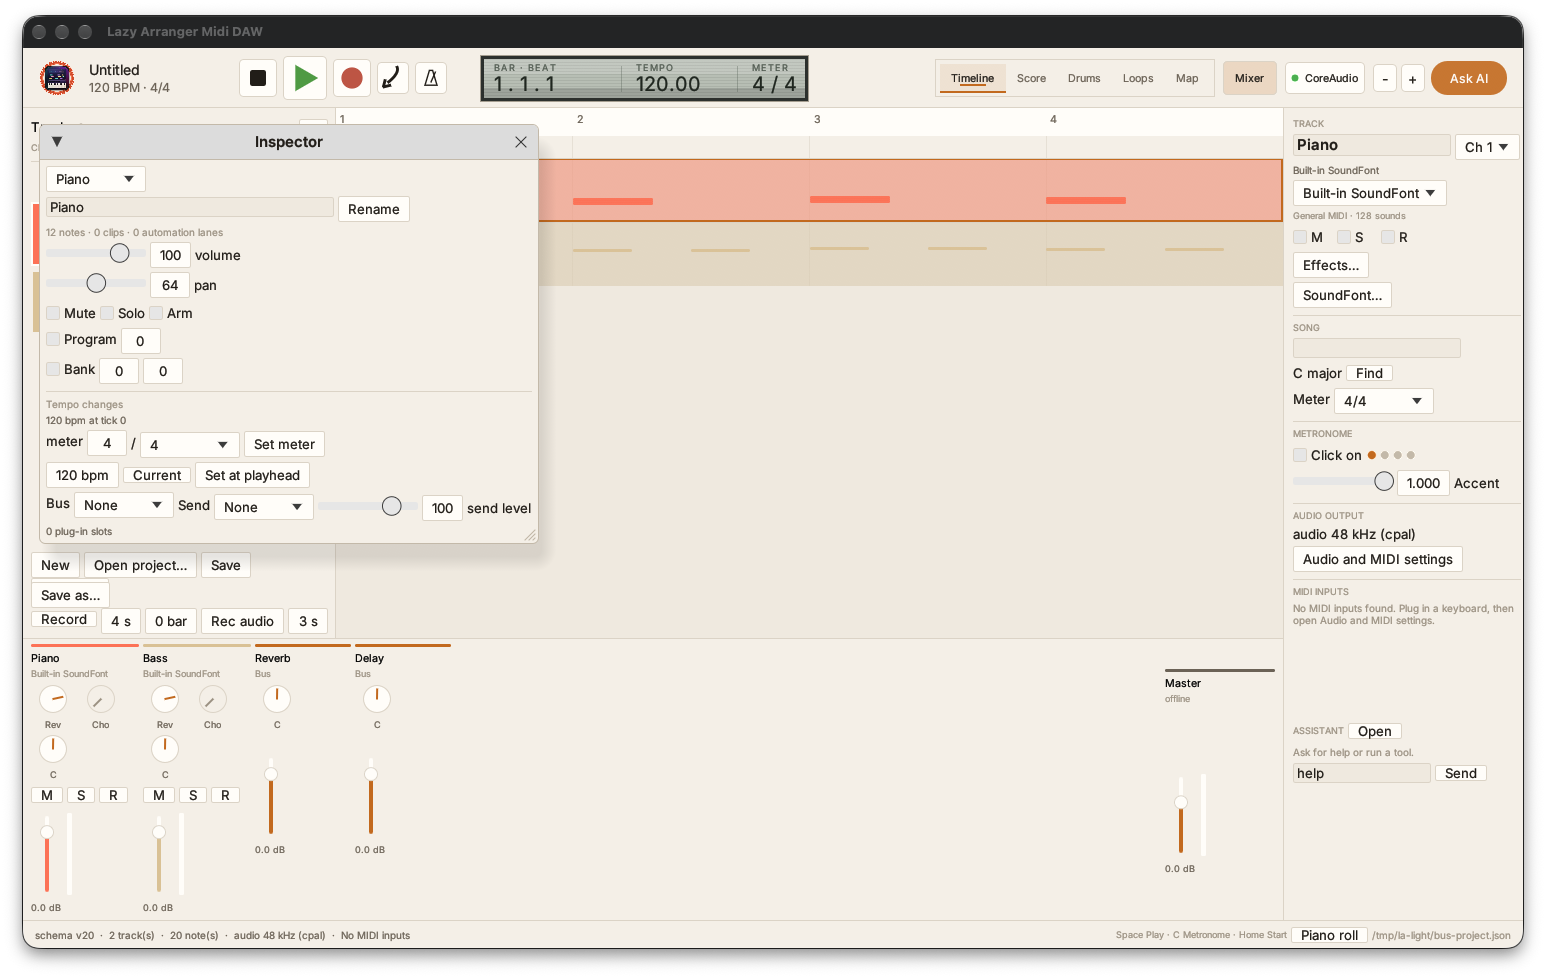 Lazy Arranger Midi DAW
Untitled
120 BPM · 4/4
BAR · BEAT TEMPO METER
1.1.1 120.00 4 / 4
Timeline Score Drums Loops Map Mixer CoreAudio - + Ask AI
1 2 3 4
Inspector
Piano
Piano Rename
12 notes · 0 clips · 0 automation lanes
100 volume
64 pan
Mute Solo Arm
Program 0
Bank 0 0
Tempo changes
120 bpm at tick 0
meter 4 / 4 Set meter
120 bpm Current Set at playhead
Bus None Send None 100 send level
0 plug-in slots
New Open project... Save
Save as...
Record 4 s 0 bar Rec audio 3 s
TRACK
Piano Ch 1
Built-in SoundFont
Built-in SoundFont
General MIDI · 128 sounds
M S R
Effects...
SoundFont...
SONG
C major Find
Meter 4/4
METRONOME
Click on
1.000 Accent
AUDIO OUTPUT
audio 48 kHz (cpal)
Audio and MIDI settings
MIDI INPUTS
No MIDI inputs found. Plug in a keyboard, then
open Audio and MIDI settings.
ASSISTANT Open
Ask for help or run a tool.
help Send
Piano Bass Reverb Delay
Built-in SoundFont Built-in SoundFont Bus Bus
Rev Cho Rev Cho C C
C C
M S R M S R
0.0 dB 0.0 dB
0.0 dB 0.0 dB
Master
offline
0.0 dB
schema v20 · 2 track(s) · 20 note(s) · audio 48 kHz (cpal) · No MIDI inputs
Space Play · C Metronome · Home Start Piano roll /tmp/la-light/bus-project.json